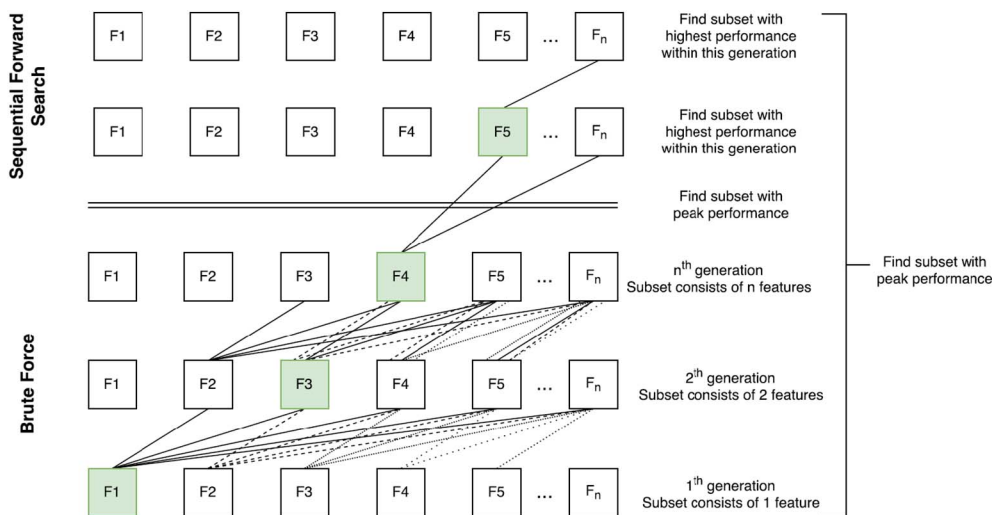 Sequential Forward
Search
F1 F2 F3 F4 F5 ... Fn
Find subset with
highest performance
within this generation
F1 F2 F3 F4 F5 ... Fn
Find subset with
highest performance
within this generation
Find subset with
peak performance
Find subset with
peak performance
Brute Force
F1 F2 F3 F4 F5 ... Fn
nth generation
Subset consists of n features
F1 F2 F3 F4 F5 ... Fn
2th generation
Subset consists of 2 features
F1 F2 F3 F4 F5 ... Fn
1th generation
Subset consists of 1 feature